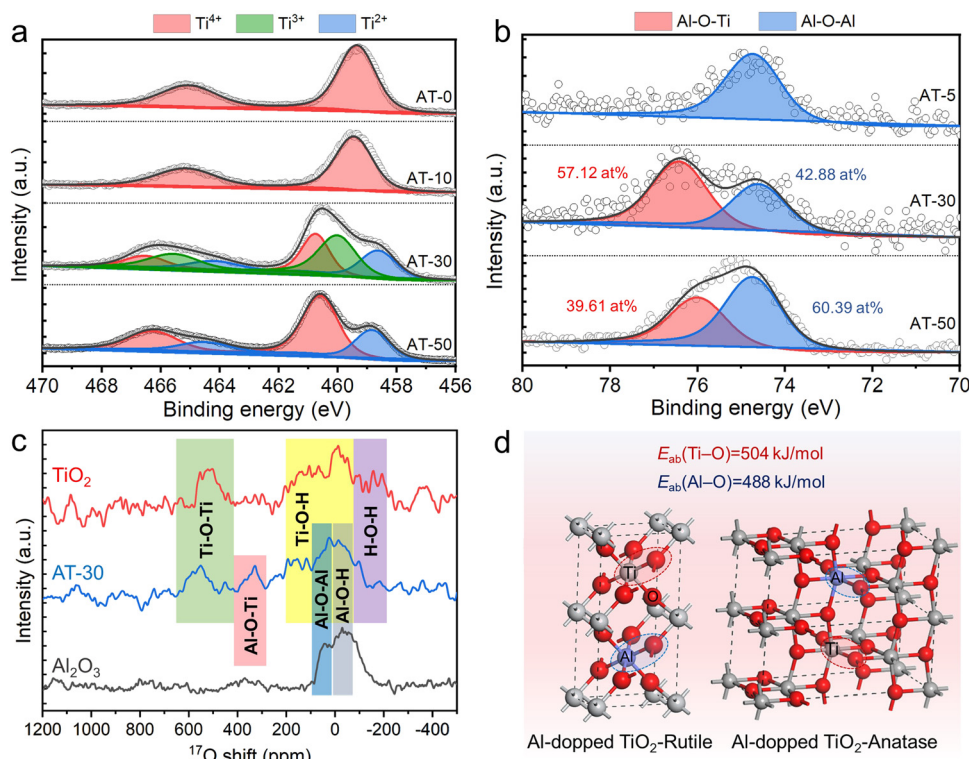 a
Ti4+ Ti3+ Ti2+
Intensity (a.u.)
AT-0
AT-10
AT-30
AT-50
470 468 466 464 462 460 458 456
Binding energy (eV)
b
Al-O-Ti Al-O-Al
Intensity (a.u.)
AT-5
57.12 at% 42.88 at%
AT-30
39.61 at% 60.39 at%
AT-50
80 78 76 74 72 70
Binding energy (eV)
c
Intensity (a.u.)
TiO2
AT-30
Al2O3
Ti-O-Ti
Al-O-Ti
Ti-O-H
Al-O-Al
Al-O-H
H-O-H
1200 1000 800 600 400 200 0 -200 -400
17O shift (ppm)
d
Eab(Ti–O)=504 kJ/mol
Eab(Al–O)=488 kJ/mol
Ti
O
Al
Al
Ti
Al-dopped TiO2-Rutile Al-dopped TiO2-Anatase